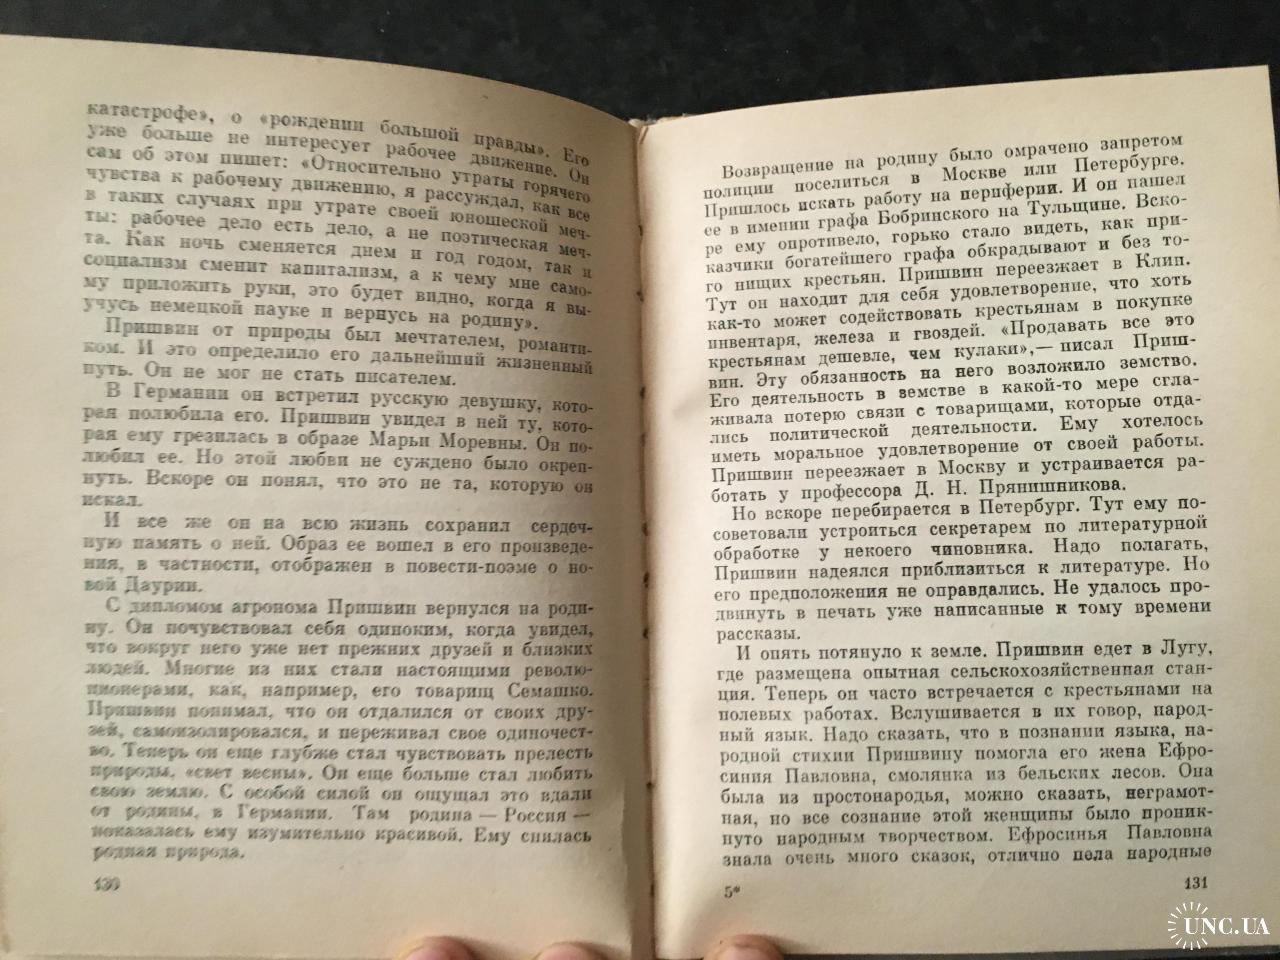 катастрофе», о «рождении большой правды». Его
уже больше не интересует рабочее движение. Он
сам об этом пишет: «Относительно утраты горячего
чувства к рабочему движению, я рассуждал, как все
в таких случаях при утрате своей юношеской меч-
ты: рабочее дело есть дело, а не поэтическая меч-
та. Как ночь сменяется днем и год годом, так и
социализм сменит капитализм, а к чему мне само-
му приложить руки, это будет видно, когда я вы-
учусь немецкой науке и вернусь на родину».
Пришвин от природы был мечтателем, романти-
ком. И это определило его дальнейший жизненный
путь. Он не мог не стать писателем.
В Германии он встретил русскую девушку, кото-
рая полюбила его. Пришвин увидел в ней ту, кото-
рая ему грезилась в образе Марьи Моревны. Он по-
любил ее. Но этой любви не суждено было окреп-
нуть. Вскоре он понял, что это не та, которую он
искал.
И все же он на всю жизнь сохранил сердеч-
ную память о ней. Образ ее вошел в его произведе-
ния, в частности, отображен в повести-поэме о но-
вой Даурии.
С дипломом агронома Пришвин вернулся на роди-
ну. Он почувствовал себя одиноким, когда увидел,
что вокруг него уже нет прежних друзей и близких
людей. Многие из них стали настоящими револю-
ционерами, как, например, его товарищ Семашко.
Пришвин понимал, что он отдалился от своих дру-
зей, самоизолировался, и переживал свое одиночест-
во. Теперь он еще глубже стал чувствовать прелесть
природы, «свет весны». Он еще больше стал любить
свою землю. С особой силой он ощущал это вдали
от родины, в Германии. Там родина — Россия —
показалась ему изумительно красивой. Ему снилась
родная природа.
130
Возвращение на родину было омрачено запретом
полиции поселиться в Москве или Петербурге.
Пришлось искать работу на периферии. И он нашел
ее в имении графа Бобринского на Тульщине. Вско-
ре ему опротивело, горько стало видеть, как при-
казчики богатейшего графа обкрадывают и без то-
го нищих крестьян. Пришвин переезжает в Клин.
Тут он находит для себя удовлетворение, что хоть
как-то может содействовать крестьянам в покупке
инвентаря, железа и гвоздей. «Продавать все это
крестьянам дешевле, чем кулаки»,— писал Приш-
вин. Эту обязанность на него возложило земство.
Его деятельность в земстве в какой-то мере сгла-
живала потерю связи с товарищами, которые отда-
лись политической деятельности. Ему хотелось
иметь моральное удовлетворение от своей работы.
Пришвин переезжает в Москву и устраивается ра-
ботать у профессора Д. Н. Прянишникова.
Но вскоре перебирается в Петербург. Тут ему по-
советовали устроиться секретарем по литературной
обработке у некоего чиновника. Надо полагать,
Пришвин надеялся приблизиться к литературе. Но
его предположения не оправдались. Не удалось про-
двинуть в печать уже написанные к тому времени
рассказы.
И опять потянуло к земле. Пришвин едет в Лугу,
где размещена опытная сельскохозяйственная стан-
ция. Теперь он часто встречается с крестьянами на
полевых работах. Вслушивается в их говор, народ-
ный язык. Надо сказать, что в познании языка, на-
родной стихии Пришвину помогла его жена Ефро-
синия Павловна, смолянка из бельских лесов. Она
была из простонародья, можно сказать, неграмот-
ная, но все сознание этой женщины было проник-
нуто народным творчеством. Ефросинья Павловна
знала очень много сказок, отлично пела народные
5*
131
UNC.UA